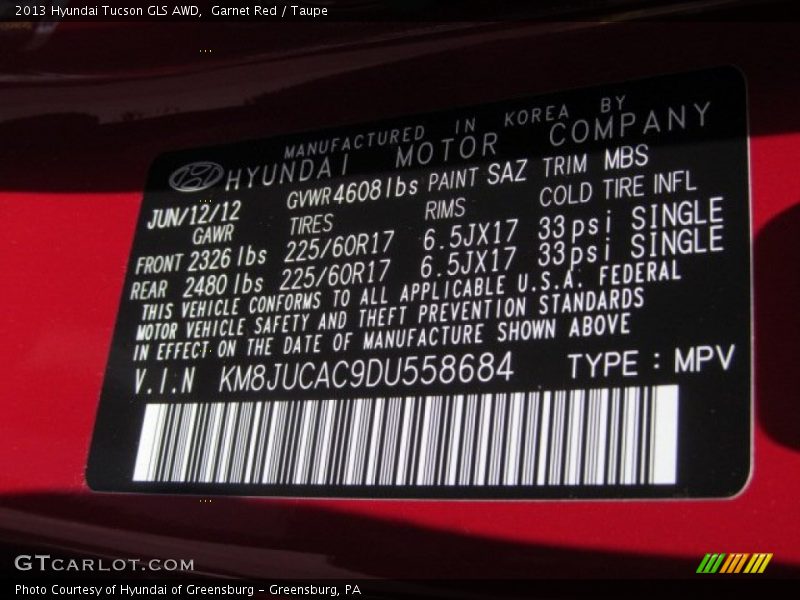 2013 Hyundai Tucson GLS AWD,  Garnet Red / Taupe
MANUFACTURED IN KOREA BY
HYUNDAI MOTOR COMPANY
JUN/12/12 GVWR 4608lbs PAINT SAZ TRIM MBS
GAWR TIRES RIMS COLD TIRE INFL
FRONT 2326 lbs 225/60R17 6.5JX17 33psi SINGLE
REAR 2480 lbs 225/60R17 6.5JX17 33psi SINGLE
THIS VEHICLE CONFORMS TO ALL APPLICABLE U.S.A. FEDERAL
MOTOR VEHICLE SAFETY AND THEFT PREVENTION STANDARDS
IN EFFECT ON THE DATE OF MANUFACTURE SHOWN ABOVE
V.I.N KM8JUCAC9DU558684 TYPE : MPV
GTCARLOT.COM
Photo Courtesy of Hyundai of Greensburg - Greensburg, PA